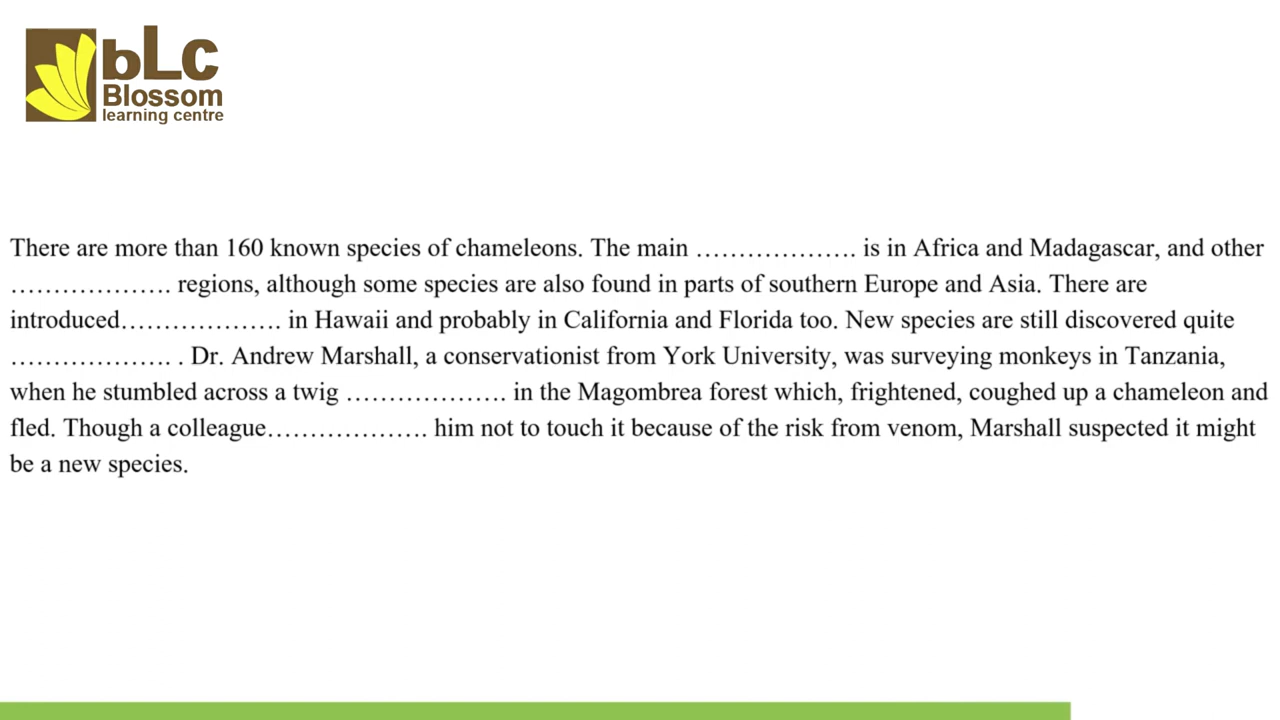 bLc
Blossom
learning centre
There are more than 160 known species of chameleons. The main ………………. is in Africa and Madagascar, and other
………………. regions, although some species are also found in parts of southern Europe and Asia. There are
introduced………………. in Hawaii and probably in California and Florida too. New species are still discovered quite
………………. . Dr. Andrew Marshall, a conservationist from York University, was surveying monkeys in Tanzania,
when he stumbled across a twig ………………. in the Magombrea forest which, frightened, coughed up a chameleon and
fled. Though a colleague………………. him not to touch it because of the risk from venom, Marshall suspected it might
be a new species.